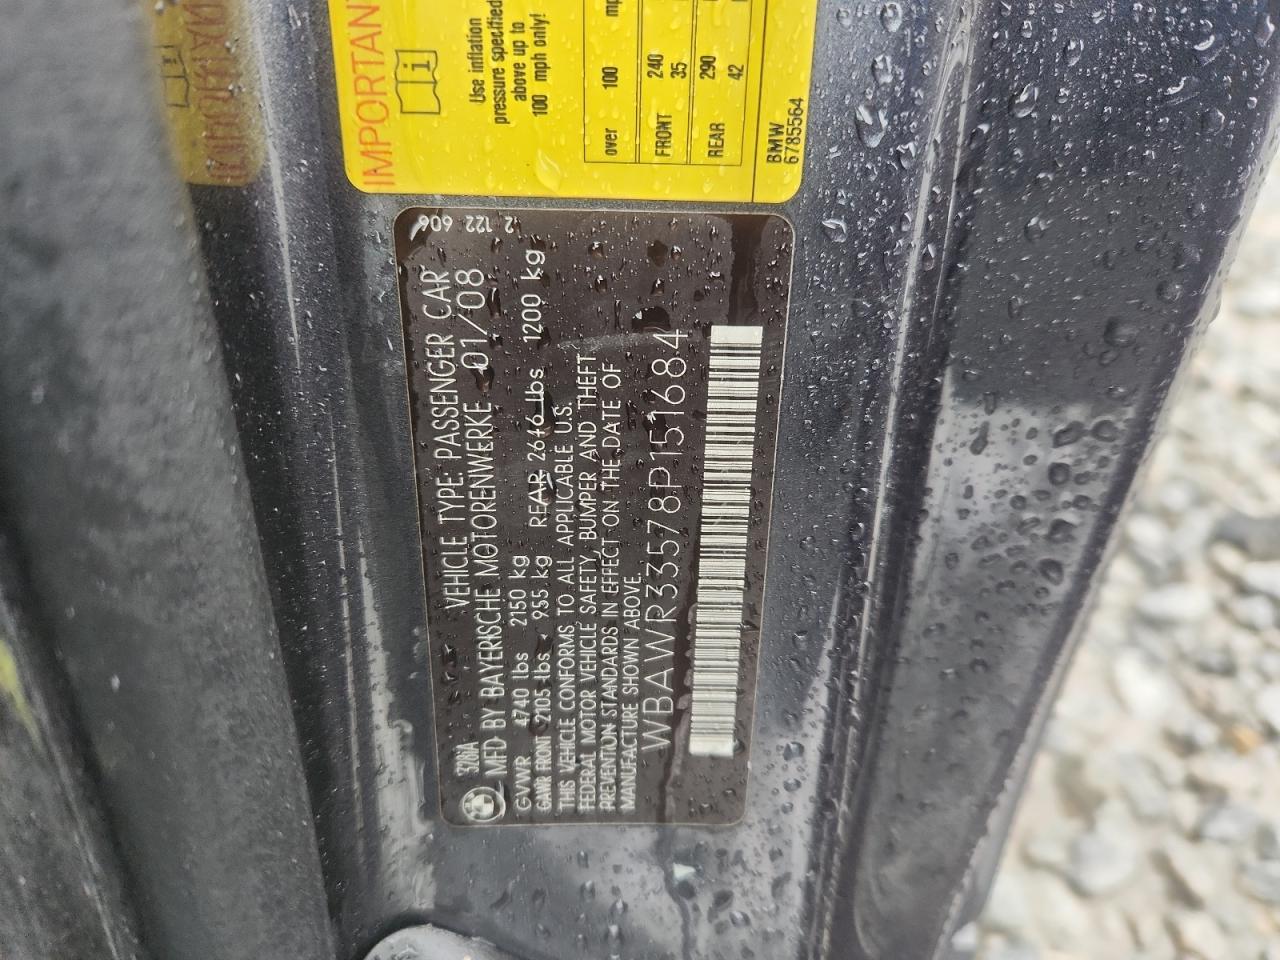 IMPORTANT
Use inflation
pressure specified
above up to
100 mph only!
over 100 mp
FRONT 240
35
REAR 290
42
BMW
6785564
2 122 606
VEHICLE TYPE: PASSENGER CAR
MFD BY BAYERISCHE MOTORENWERKE 01/08
GVWR 4740 lbs 2150 kg
GAWR FRONT 2105 lbs 955 kg REAR 2646 lbs 1200 kg
THIS VEHICLE CONFORMS TO ALL APPLICABLE U.S.
FEDERAL MOTOR VEHICLE SAFETY, BUMPER AND THEFT
PREVENTION STANDARDS IN EFFECT ON THE DATE OF
MANUFACTURE SHOWN ABOVE.
WBAWR33578P151684